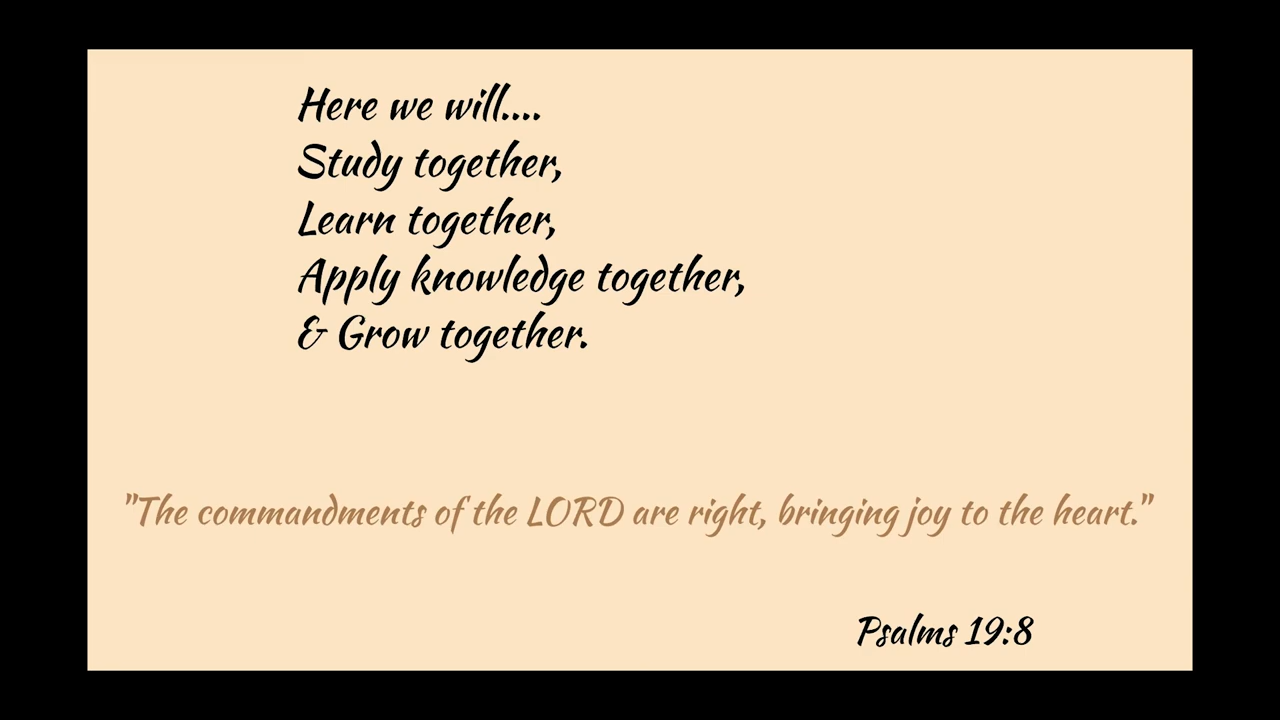 Here we will....
Study together,
Learn together,
Apply knowledge together,
& Grow together.
"The commandments of the LORD are right, bringing joy to the heart."
Psalms 19:8